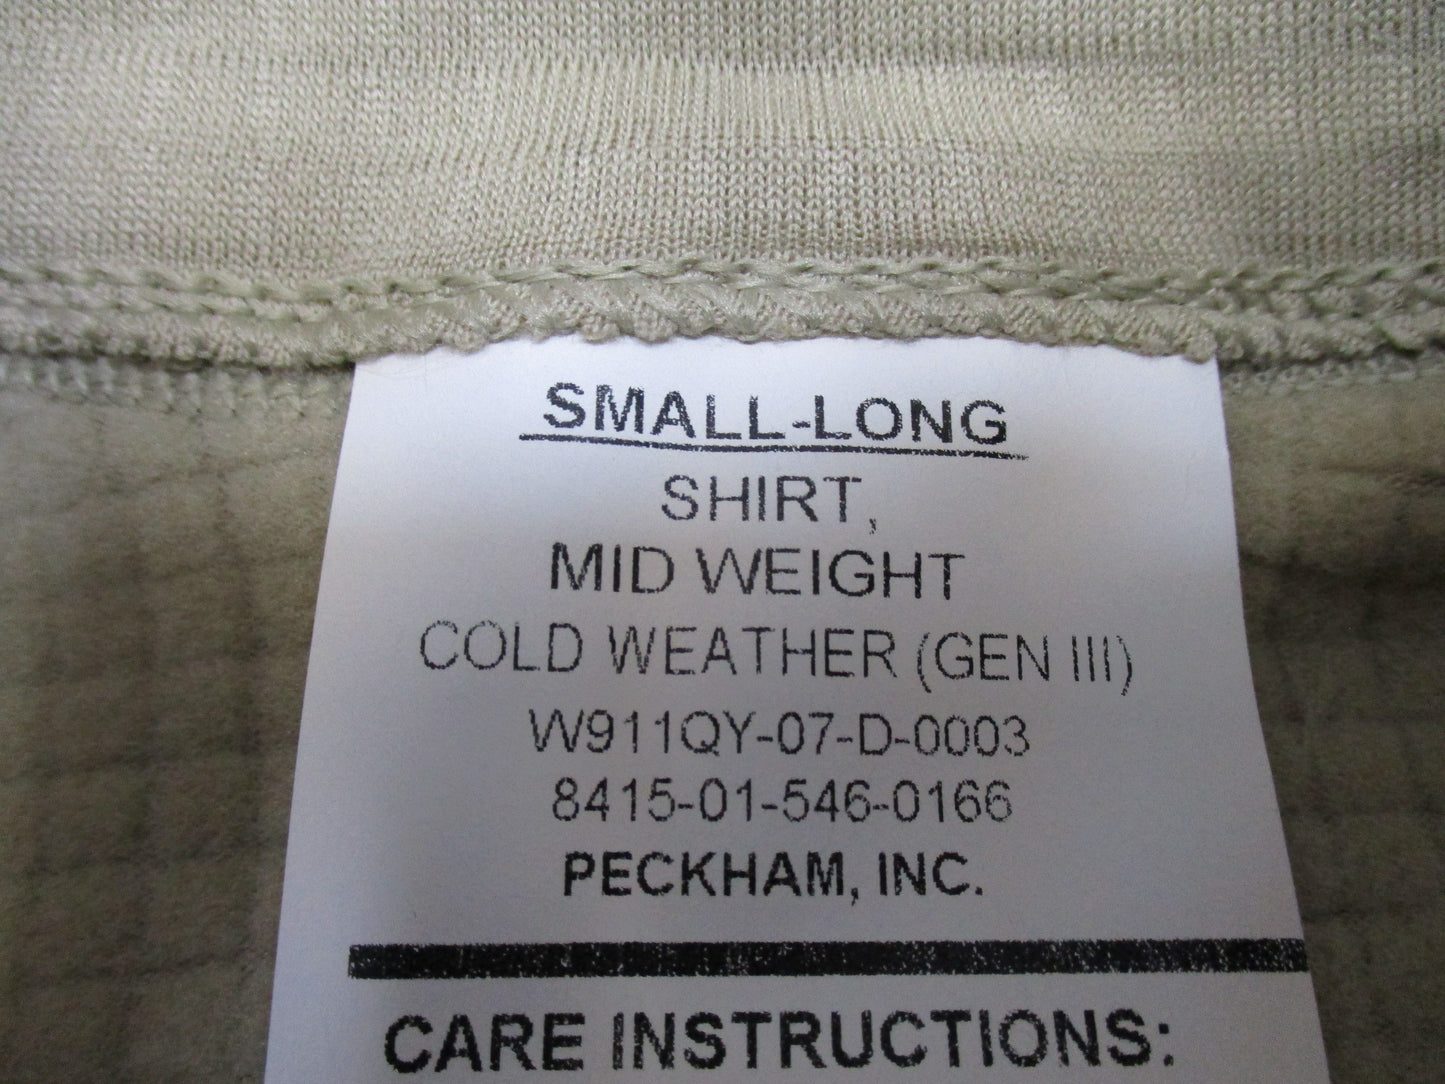 SMALL-LONG
SHIRT,
MID WEIGHT
COLD WEATHER (GEN III)
W911QY-07-D-0003
8415-01-546-0166
PECKHAM, INC.
CARE INSTRUCTIONS: